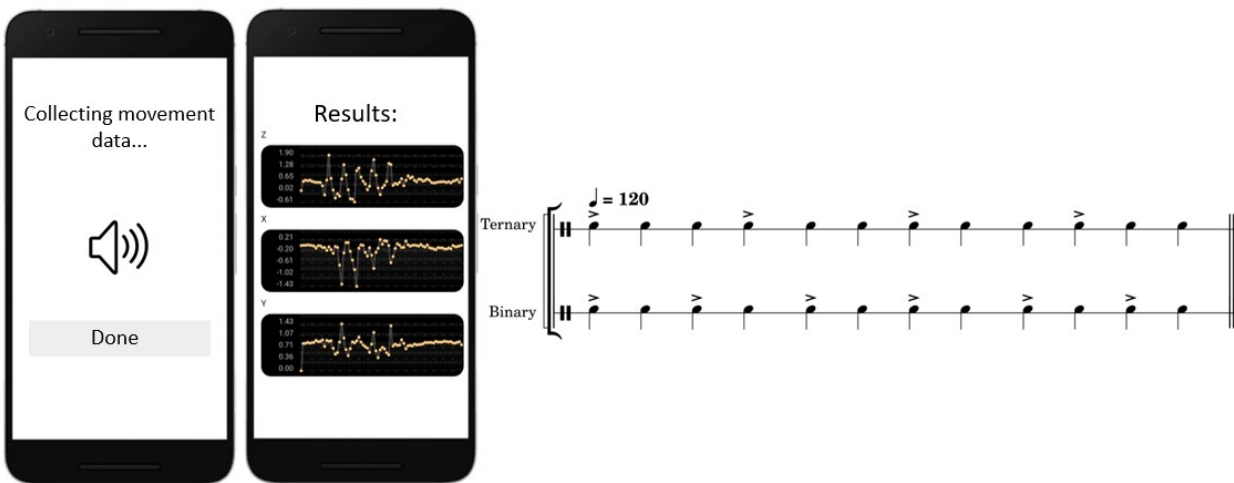 Collecting movement
data...
Done
Results:
Z
1.90
1.28
0.65
0.02
-0.61
X
0.21
-0.20
-0.61
-1.02
-1.43
Y
1.43
1.07
0.71
0.36
0.00
♩ = 120
Ternary
Binary